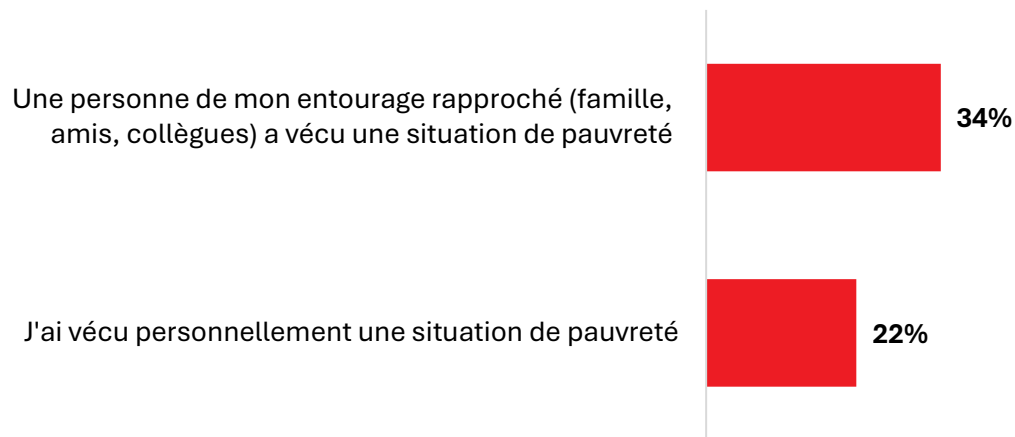 Une personne de mon entourage rapproché (famille,
amis, collègues) a vécu une situation de pauvreté
34%
J'ai vécu personnellement une situation de pauvreté
22%